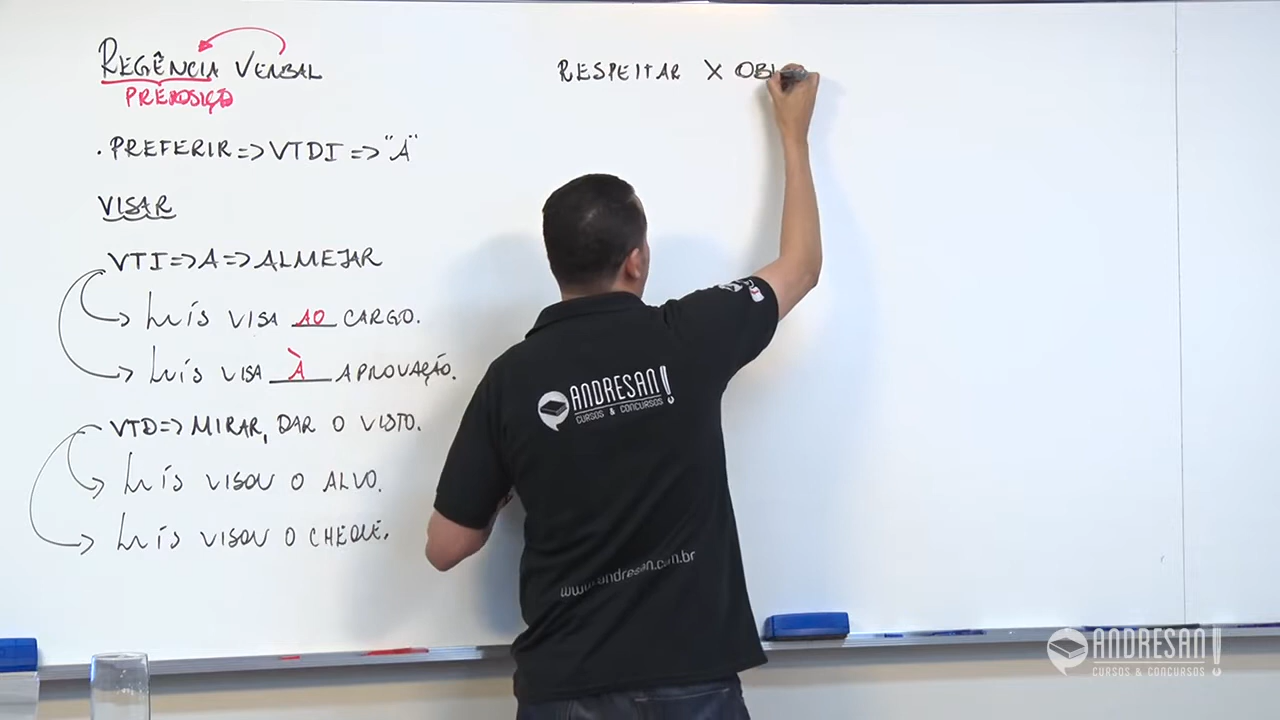 REGÊNCIA VERBAL
PREPOSIÇÃO
. PREFERIR => VTDI => "A"
VISAR
VTI => A => ALMEJAR
LUÍS VISA AO CARGO.
LUÍS VISA À APROVAÇÃO.
VTD => MIRAR, DAR O VISTO.
LUÍS VISOU O ALVO.
LUÍS VISOU O CHEQUE.
RESPEITAR X
ANDRESAN!
CURSOS & CONCURSOS
www.andresan.com.br
ANDRESAN!
CURSOS & CONCURSOS